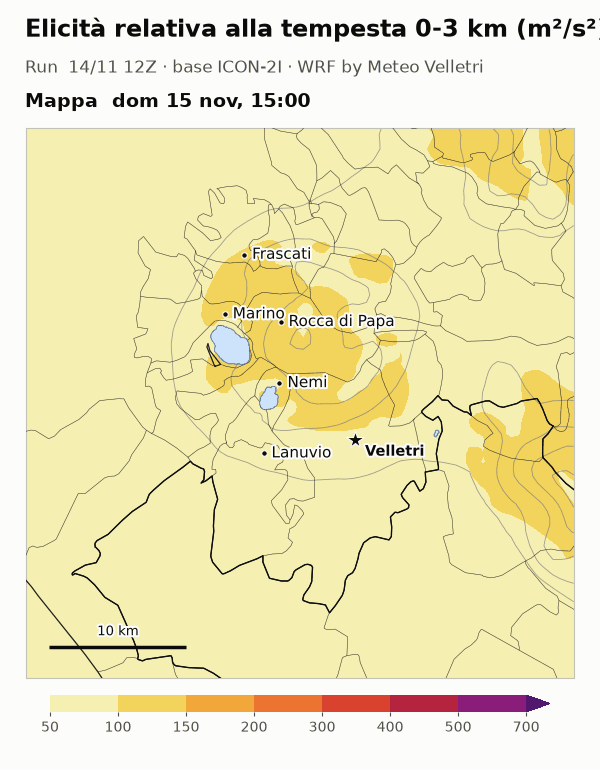 Elicità relativa alla tempesta 0-3 km (m²/s²)
Run  14/11 12Z · base ICON-2I · WRF by Meteo Velletri
Mappa  dom 15 nov, 15:00
Frascati
Marino
Rocca di Papa
Nemi
Lanuvio
Velletri
10 km
50 100 150 200 300 400 500 700